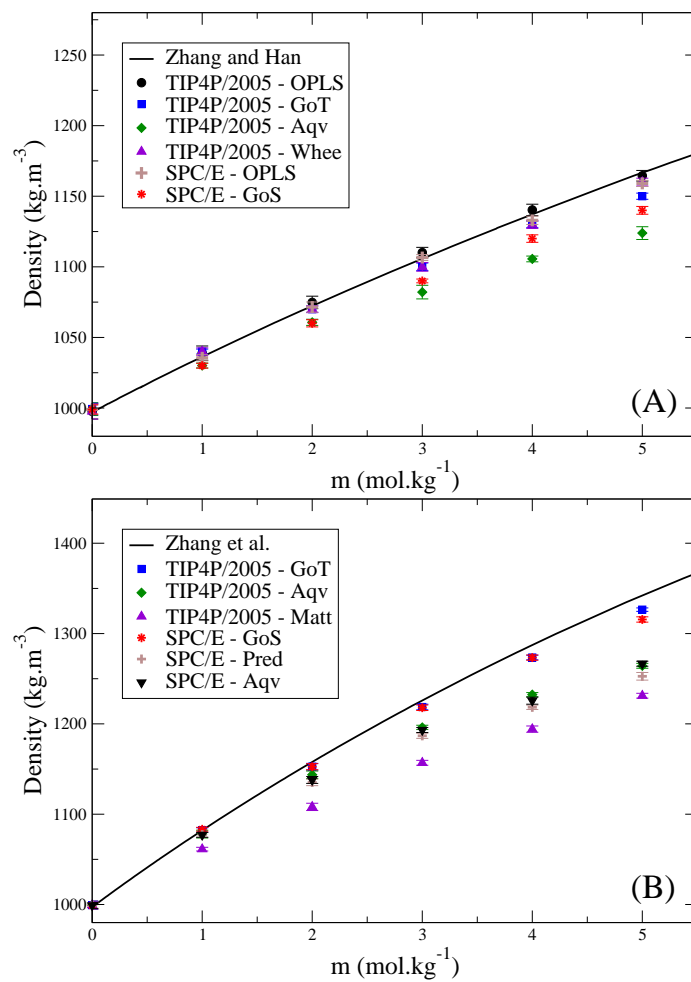 1250
1200
1150
1100
1050
1000
Density (kg.m⁻³)
Zhang and Han
TIP4P/2005 - OPLS
TIP4P/2005 - GoT
TIP4P/2005 - Aqv
TIP4P/2005 - Whee
SPC/E - OPLS
SPC/E - GoS
(A)
0 1 2 3 4 5
m (mol.kg⁻¹)
1400
1300
1200
1100
1000
Density (kg.m⁻³)
Zhang et al.
TIP4P/2005 - GoT
TIP4P/2005 - Aqv
TIP4P/2005 - Matt
SPC/E - GoS
SPC/E - Pred
SPC/E - Aqv
(B)
0 1 2 3 4 5
m (mol.kg⁻¹)